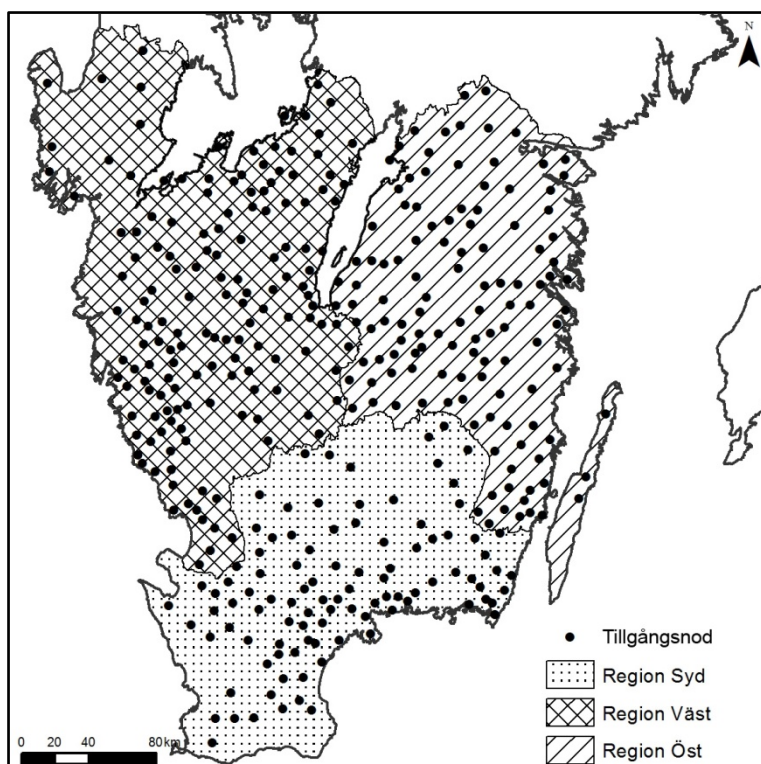 N
Tillgångsnod
Region Syd
Region Väst
Region Öst
0 20 40 80 km